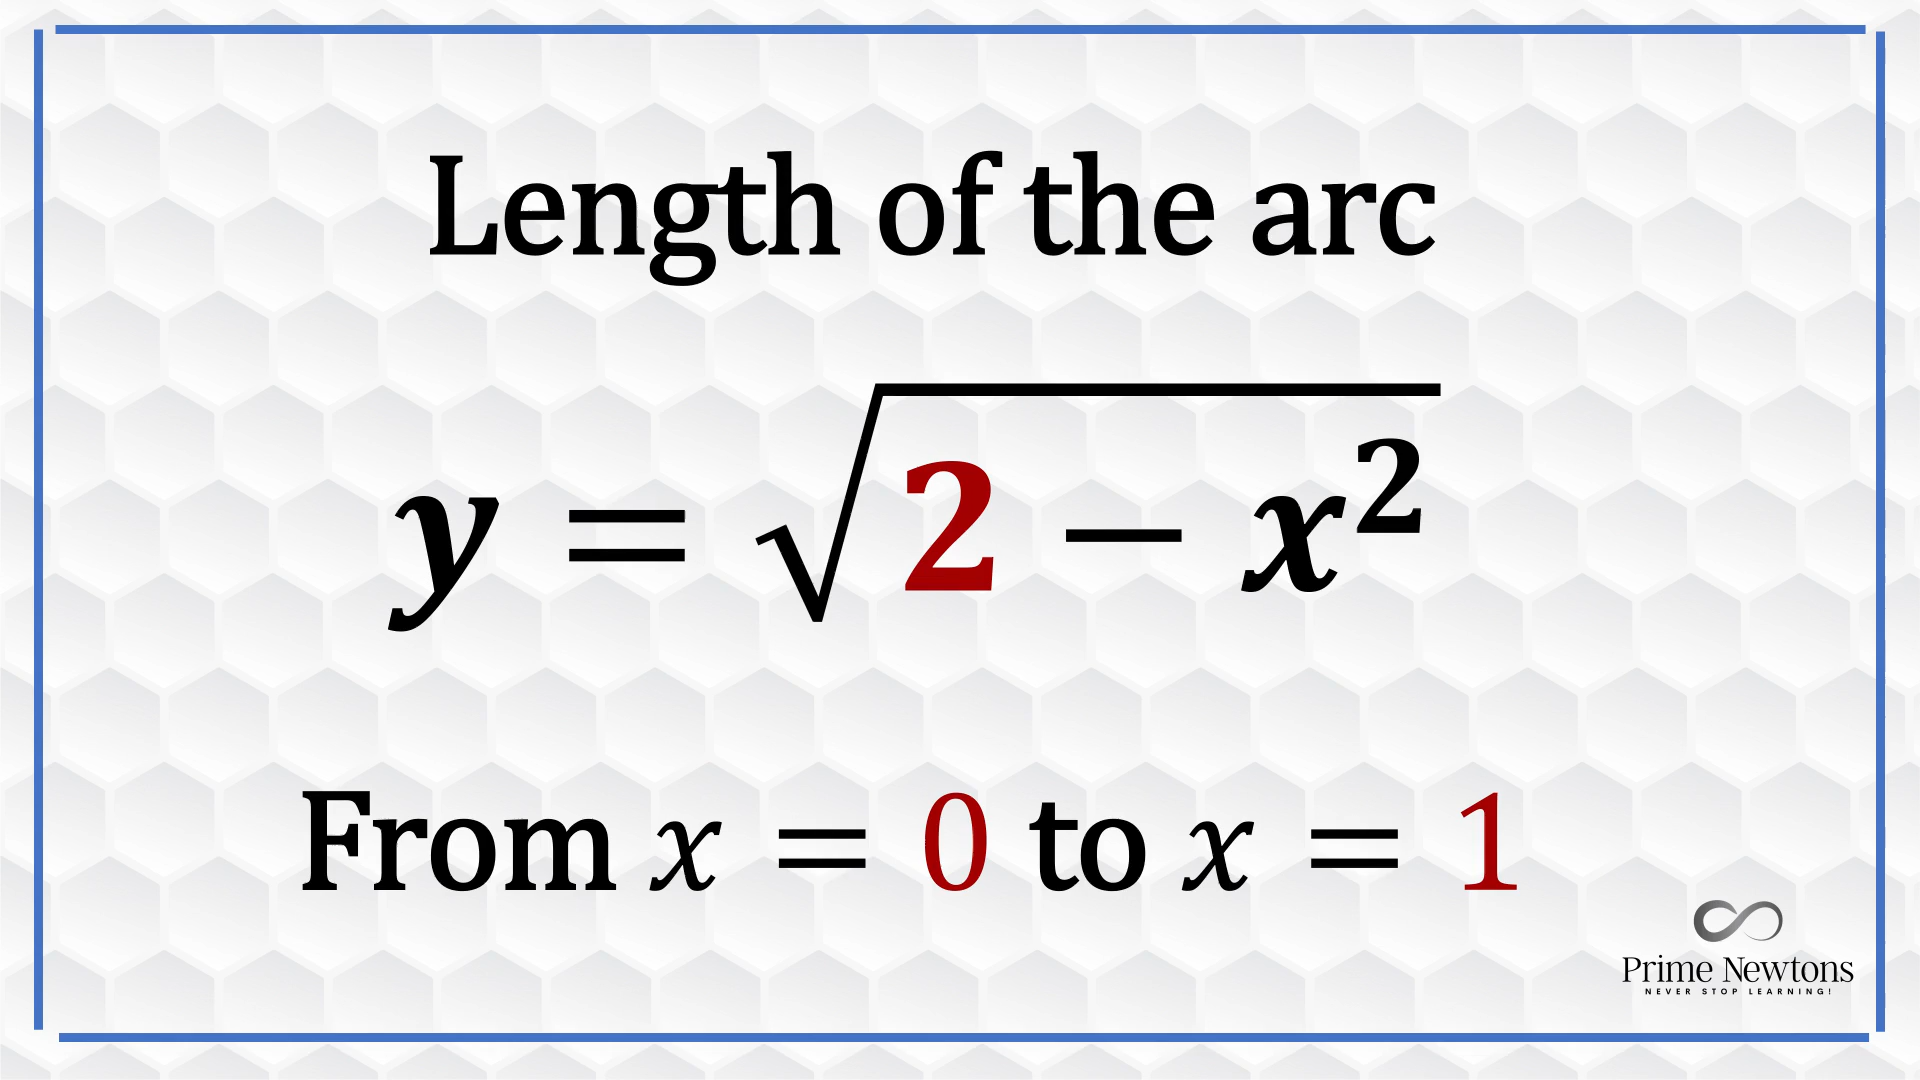 Length of the arc
y = √(2 − x²)
From x = 0 to x = 1
Prime Newtons
NEVER STOP LEARNING!